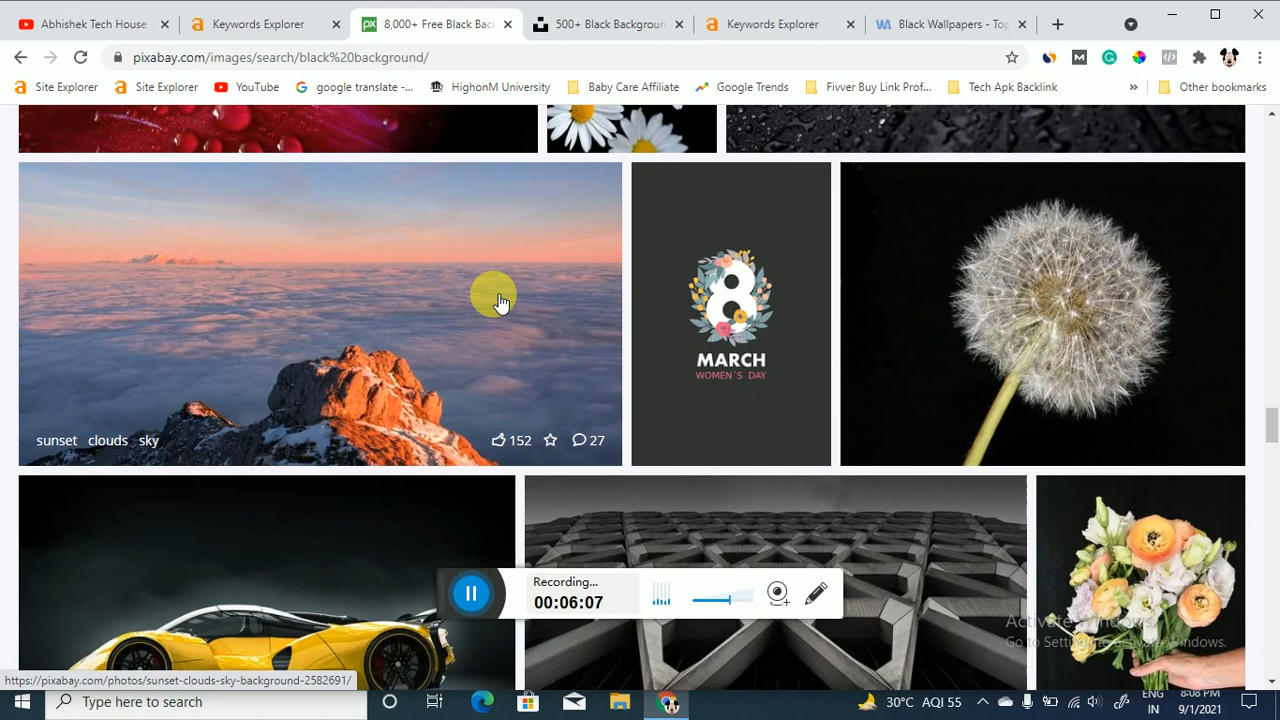 Abhishek Tech House
Keywords Explorer
8,000+ Free Black Bac
500+ Black Backgroun
Keywords Explorer
Black Wallpapers - Top
pixabay.com/images/search/black%20background/
Site Explorer
Site Explorer
YouTube
google translate -...
HighonM University
Baby Care Affiliate
Google Trends
Fivver Buy Link Prof...
Tech Apk Backlink
Other bookmarks
sunset clouds sky
152
27
8
MARCH
WOMEN'S DAY
Recording...
00:06:07
Activate Windows
Go to Settings to activate Windows.
https://pixabay.com/photos/sunset-clouds-sky-background-2582691/
Type here to search
30°C AQI 55
ENG
IN
8:08 PM
9/1/2021